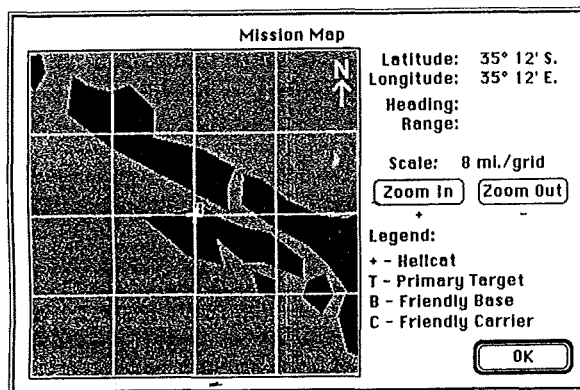 Mission Map
N
Latitude: 35° 12' S.
Longitude: 35° 12' E.
Heading:
Range:
Scale: 8 mi./grid
Zoom In
Zoom Out
+
-
Legend:
+ - Hellcat
T - Primary Target
B - Friendly Base
C - Friendly Carrier
OK